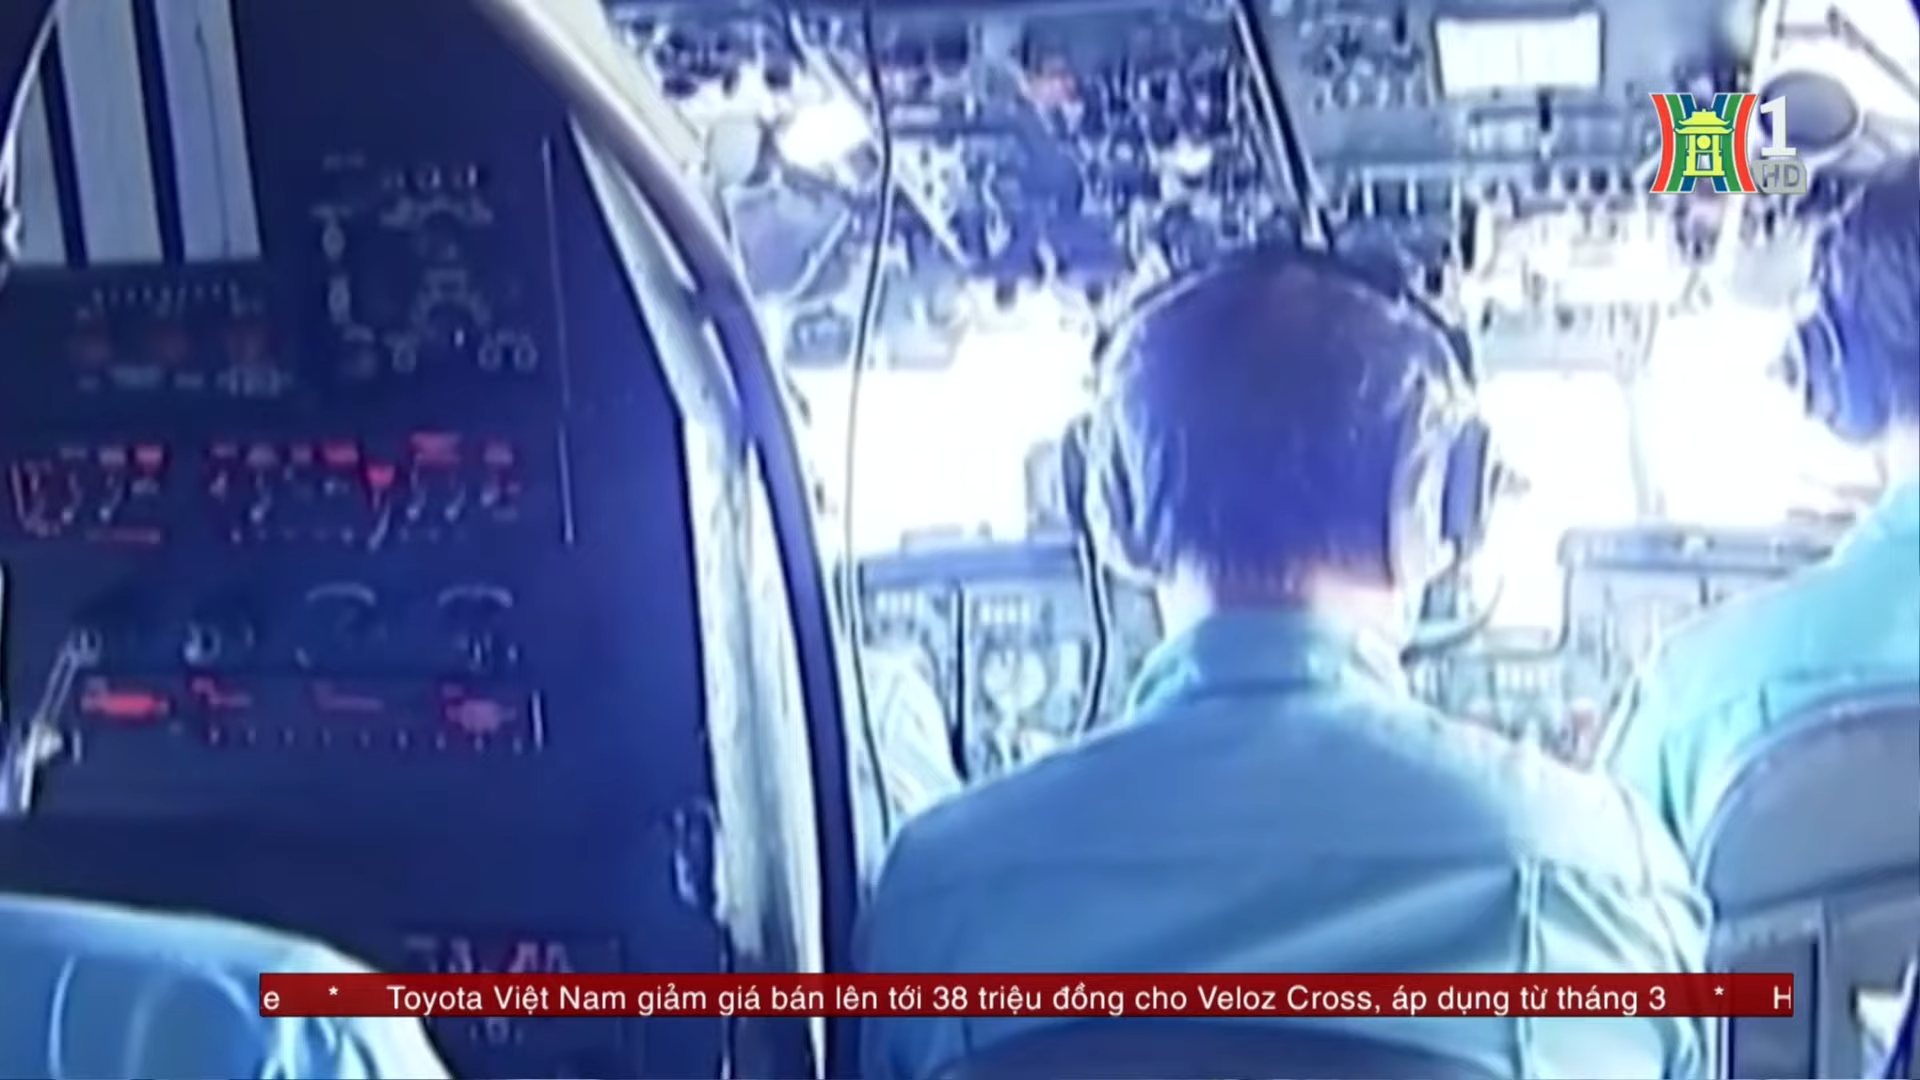 1
HD
e * Toyota Việt Nam giảm giá bán lên tới 38 triệu đồng cho Veloz Cross, áp dụng từ tháng 3 * H